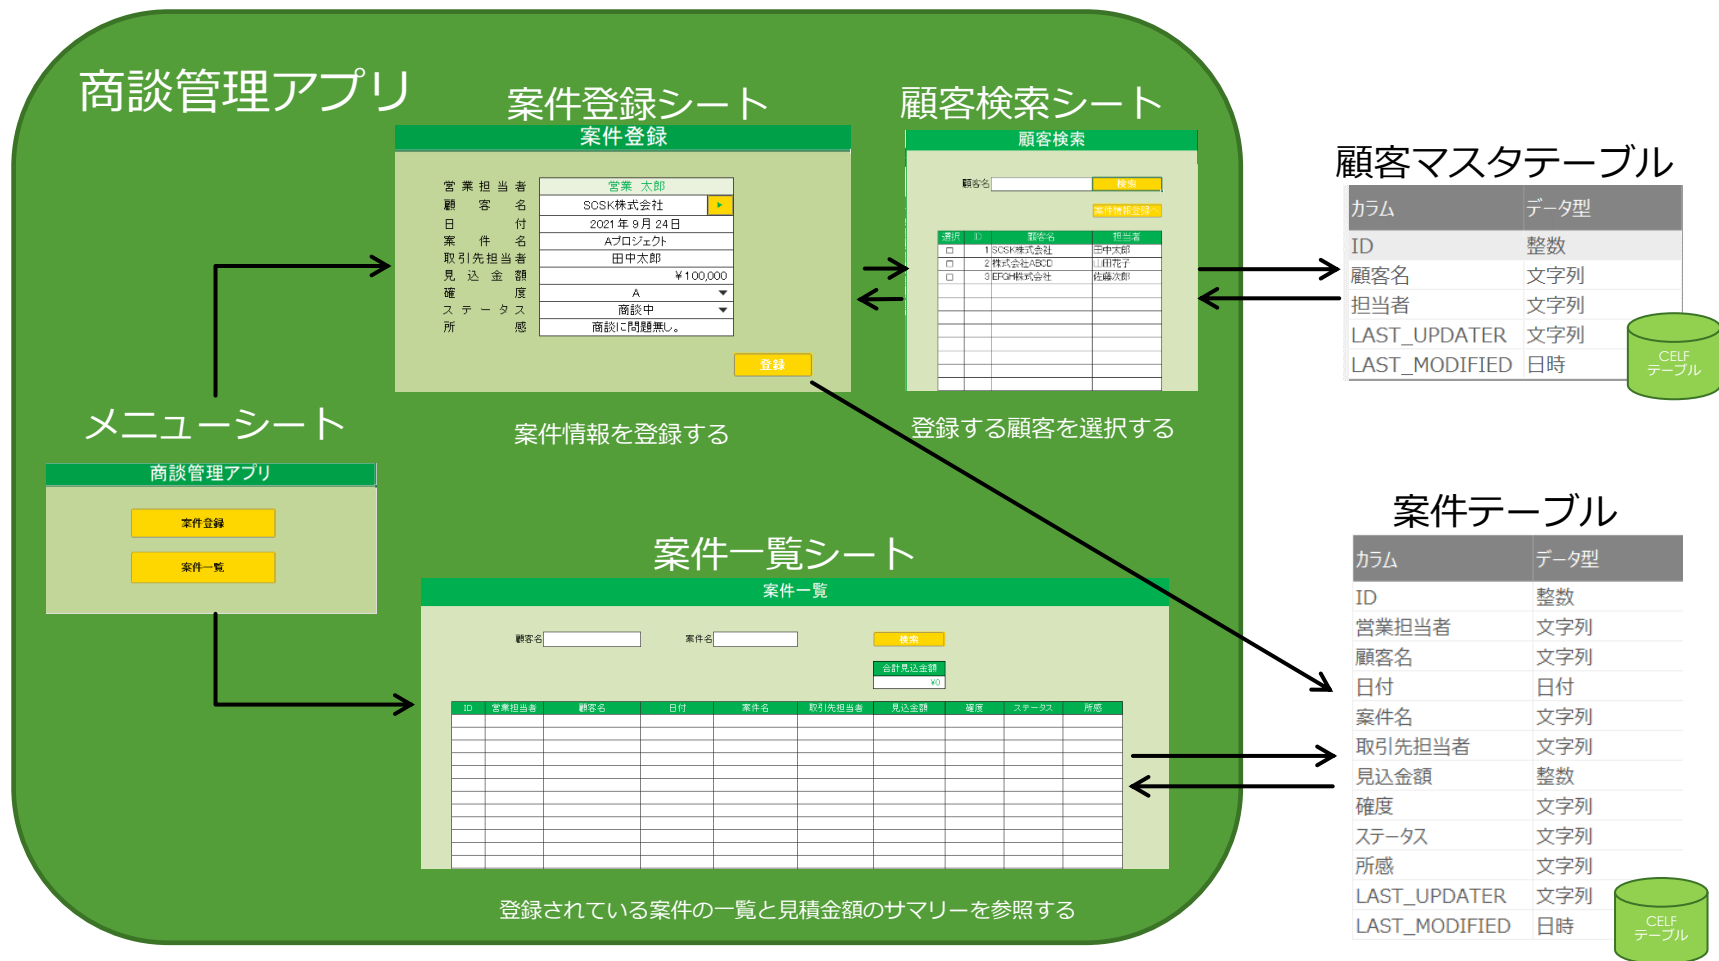 商談管理アプリ
案件登録シート
案件登録
営業担当者 営業 太郎
顧客名 SCSK株式会社
日付 2021年9月24日
案件名 Aプロジェクト
取引先担当者 田中太郎
見込金額 ¥100,000
確度 A
ステータス 商談中
所感 商談に問題無し。
登録
案件情報を登録する
顧客検索シート
顧客検索
顧客名 検索
案件情報登録へ
選択 ID 顧客名 担当者
1 SCSK株式会社 田中太郎
2 株式会社ABCD 山田花子
3 EFGH株式会社 佐藤次郎
登録する顧客を選択する
メニューシート
商談管理アプリ
案件登録
案件一覧
案件一覧シート
案件一覧
顧客名 案件名 検索
合計見込金額
¥0
ID 営業担当者 顧客名 日付 案件名 取引先担当者 見込金額 確度 ステータス 所感
登録されている案件の一覧と見積金額のサマリーを参照する
顧客マスタテーブル
カラム データ型
ID 整数
顧客名 文字列
担当者 文字列
LAST_UPDATER 文字列
LAST_MODIFIED 日時
CELF
テーブル
案件テーブル
カラム データ型
ID 整数
営業担当者 文字列
顧客名 文字列
日付 日付
案件名 文字列
取引先担当者 文字列
見込金額 整数
確度 文字列
ステータス 文字列
所感 文字列
LAST_UPDATER 文字列
LAST_MODIFIED 日時
CELF
テーブル